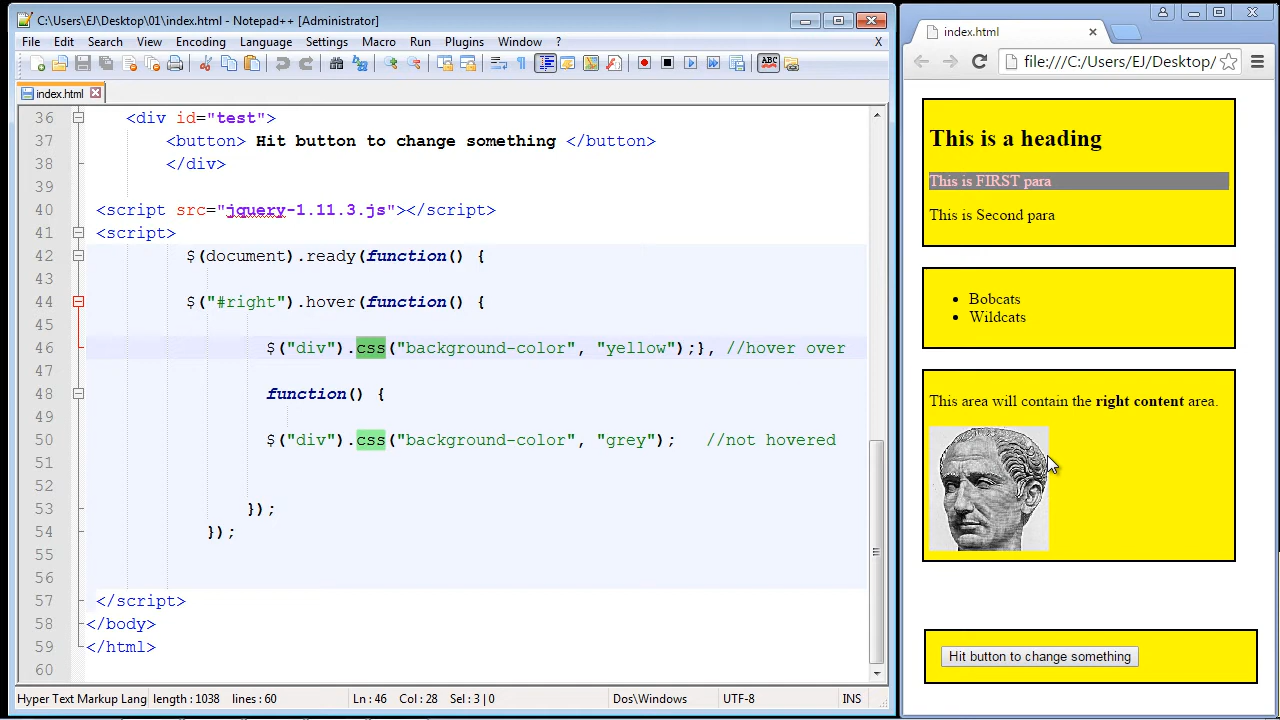 C:\Users\EJ\Desktop\01\index.html - Notepad++ [Administrator]
File Edit Search View Encoding Language Settings Macro Run Plugins Window ? X
index.html
36 <div id="test">
37 <button> Hit button to change something </button>
38 </div>
39
40 <script src="jquery-1.11.3.js"></script>
41 <script>
42 $(document).ready(function() {
43
44 $("#right").hover(function() {
45
46 $("div").css("background-color", "yellow");}, //hover over
47
48 function() {
49
50 $("div").css("background-color", "grey"); //not hovered
51
52
53 });
54 });
55
56
57 </script>
58 </body>
59 </html>
60
Hyper Text Markup Lang length : 1038 lines : 60 Ln : 46 Col : 28 Sel : 3 | 0 Dos\Windows UTF-8 INS
index.html
file:///C:/Users/EJ/Desktop/
This is a heading
This is FIRST para
This is Second para
• Bobcats
• Wildcats
This area will contain the right content area.
Hit button to change something
ABC